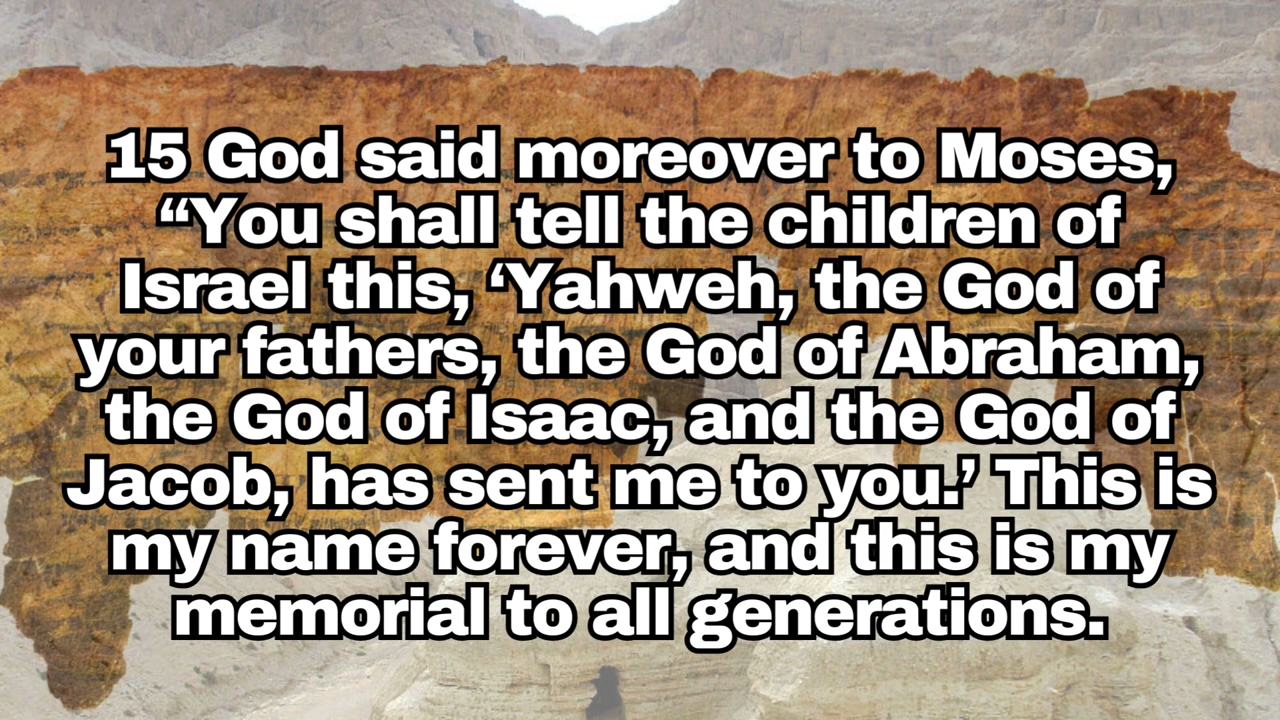 15 God said moreover to Moses,
“You shall tell the children of
Israel this, ‘Yahweh, the God of
your fathers, the God of Abraham,
the God of Isaac, and the God of
Jacob, has sent me to you.’ This is
my name forever, and this is my
memorial to all generations.